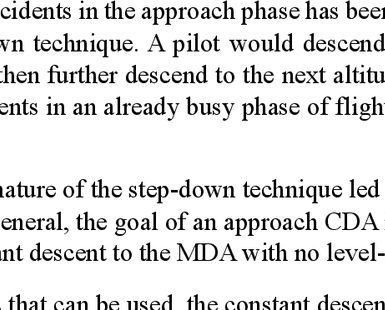 cidents in the approach phase has been
wn technique. A pilot would descend
then further descend to the next altitu
ents in an already busy phase of flight
nature of the step-down technique led
eneral, the goal of an approach CDA
ant descent to the MDA with no level-
that can be used, the constant descen